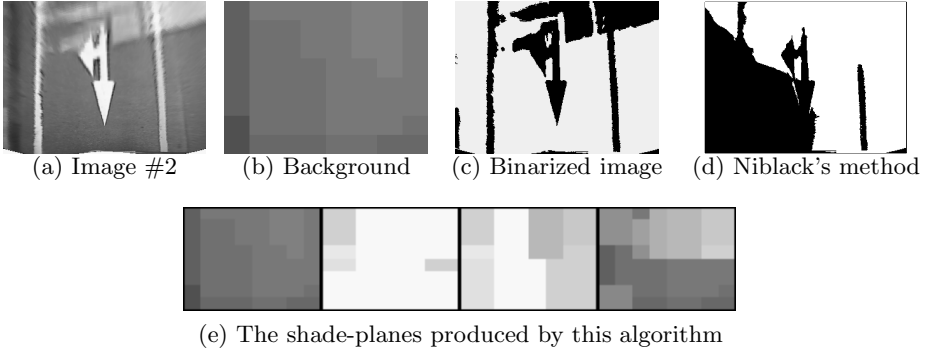 (a) Image #2 (b) Background (c) Binarized image (d) Niblack's method
(e) The shade-planes produced by this algorithm